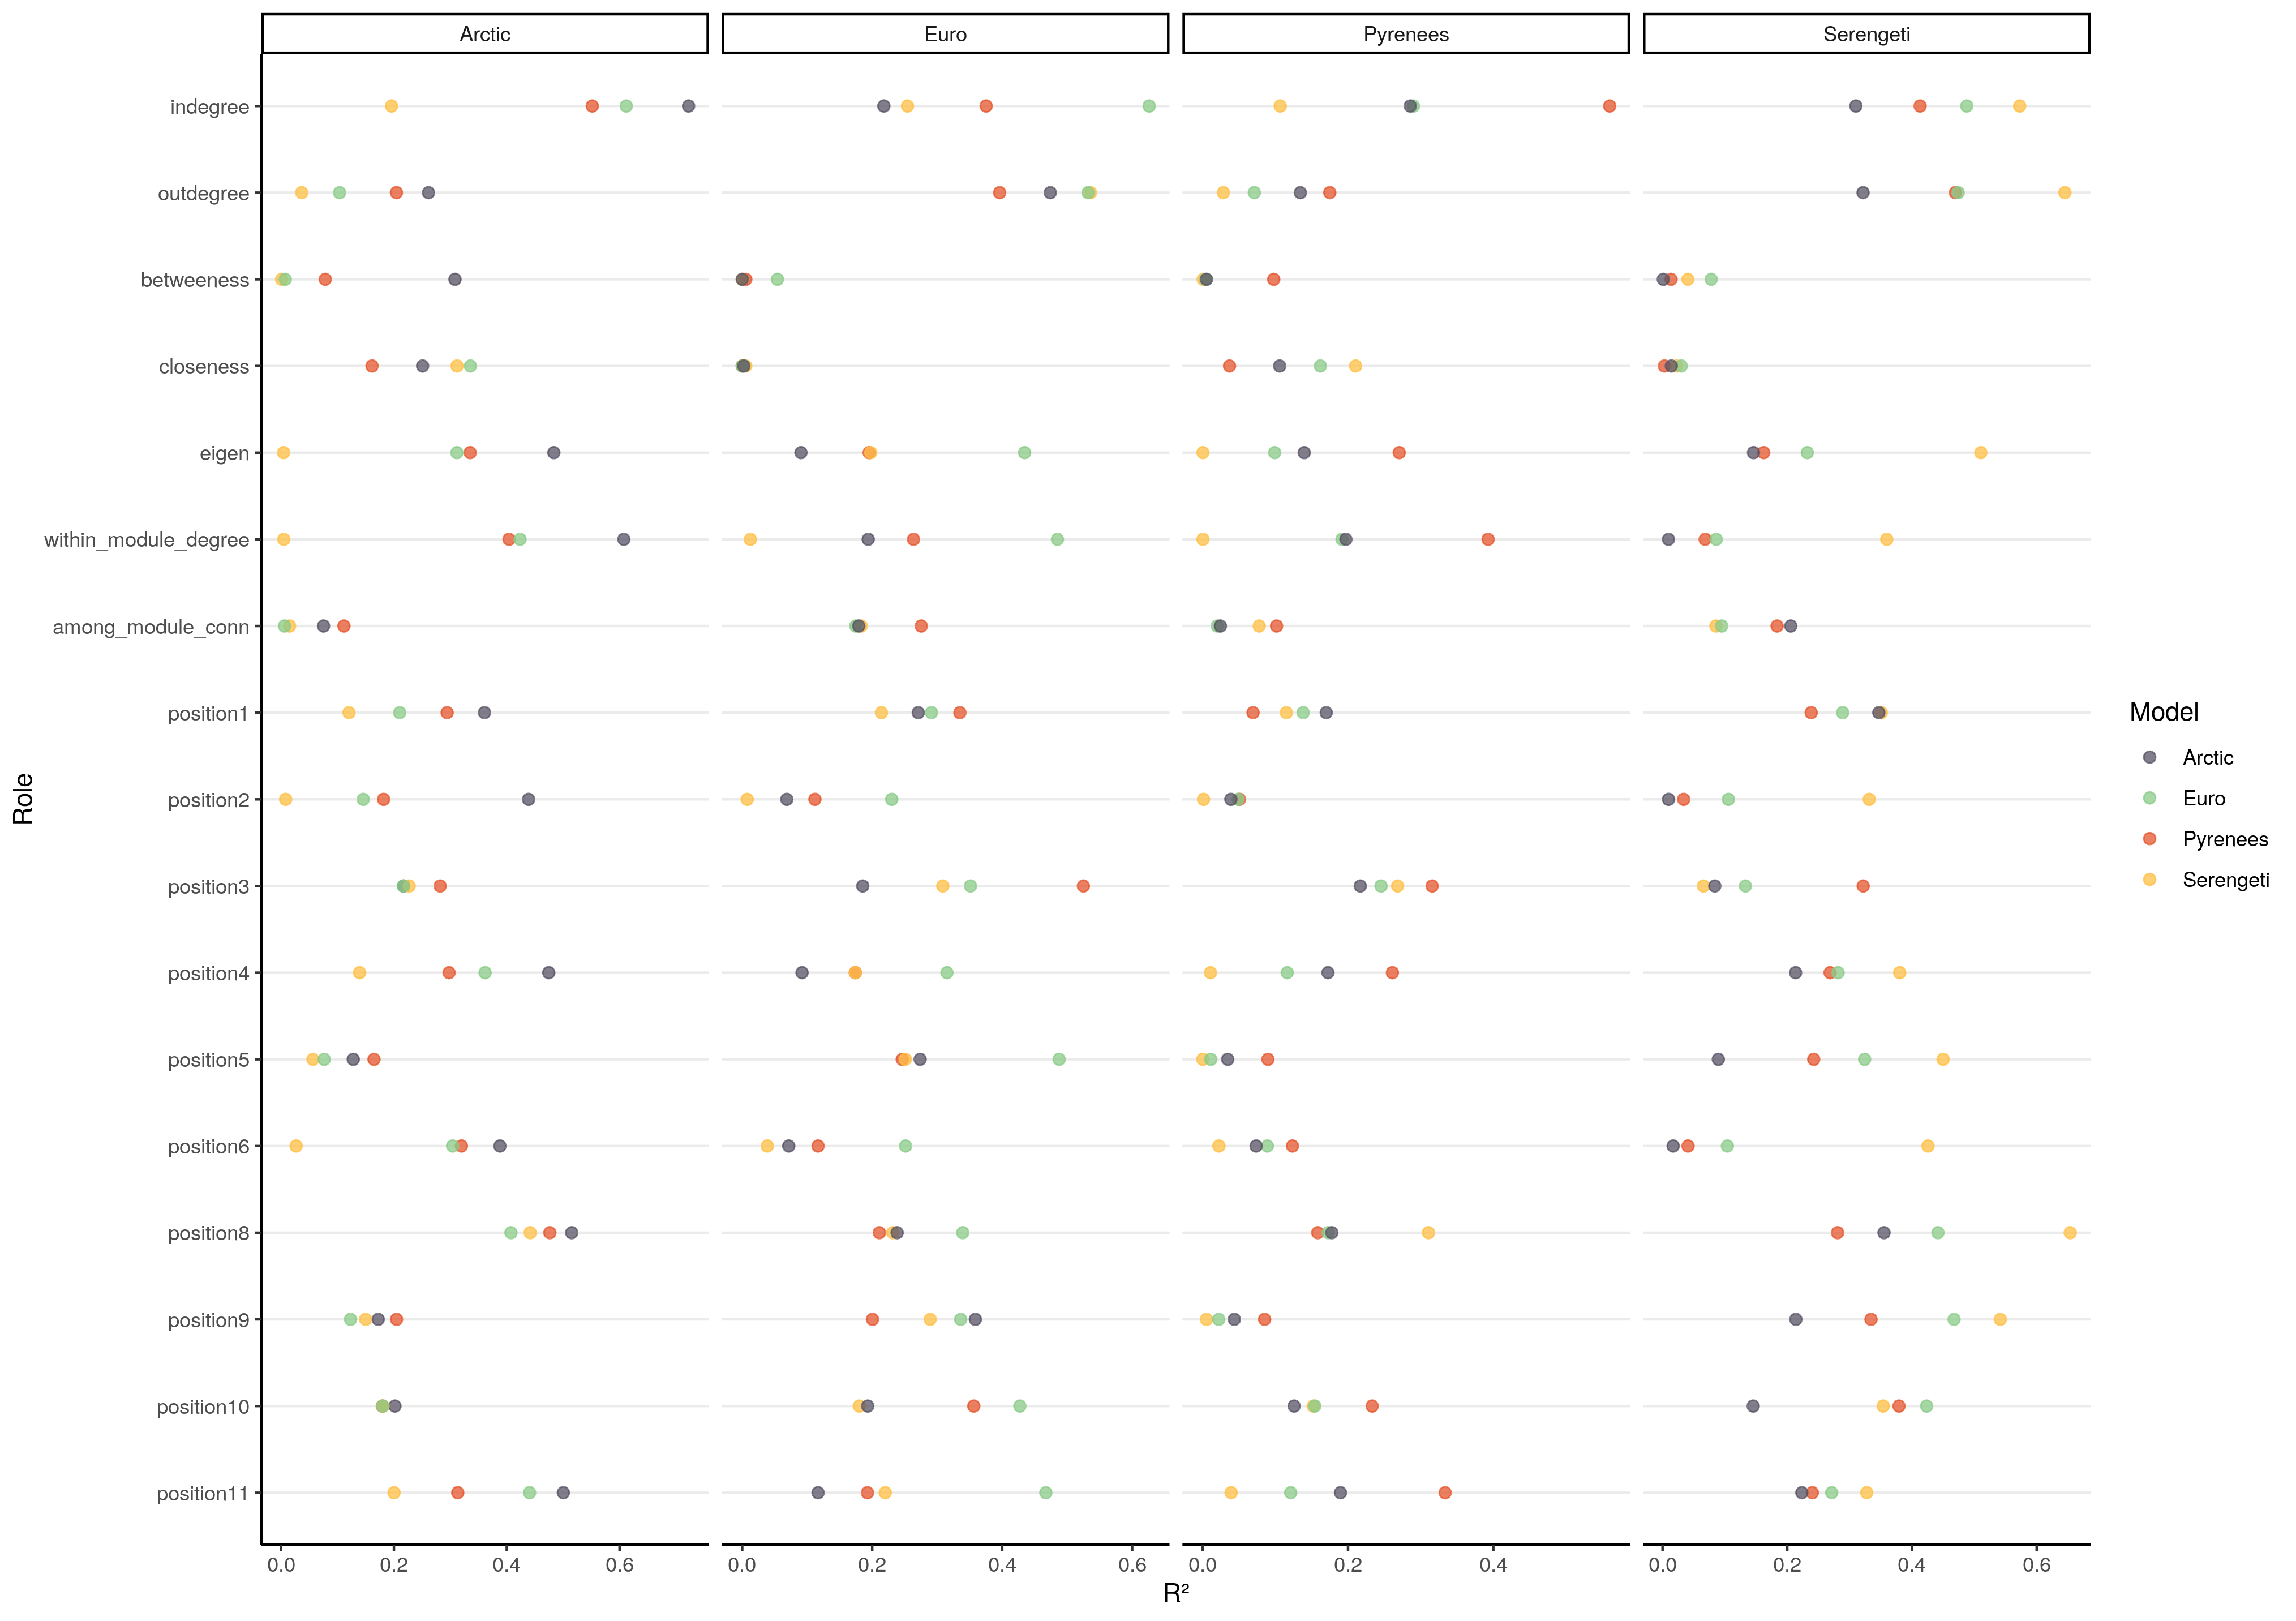 Arctic Euro Pyrenees Serengeti
indegree
outdegree
betweeness
closeness
eigen
within_module_degree
among_module_conn
position1
position2
position3
position4
position5
position6
position8
position9
position10
position11
Role
0.0 0.2 0.4 0.6 0.0 0.2 0.4 0.6 0.0 0.2 0.4 0.0 0.2 0.4 0.6
R²
Model
Arctic
Euro
Pyrenees
Serengeti